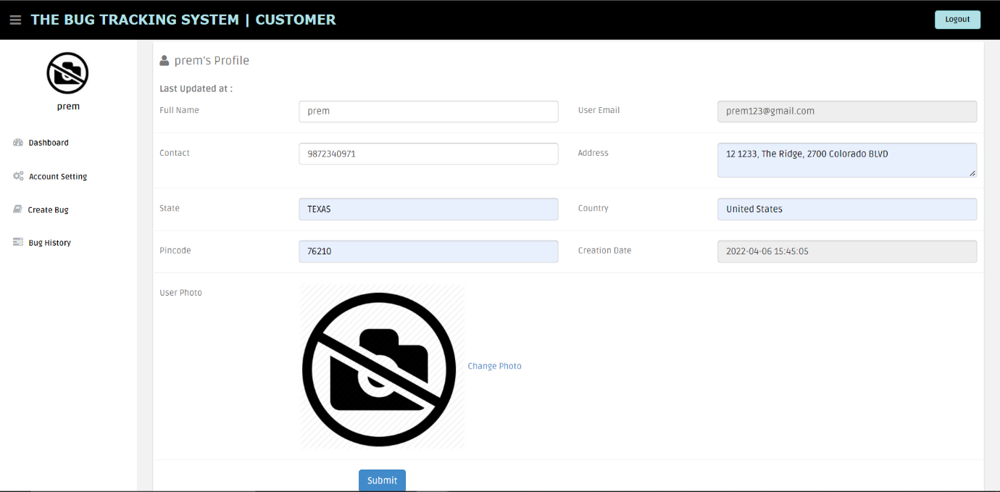 THE BUG TRACKING SYSTEM | CUSTOMER
Logout
prem
Dashboard
Account Setting
Create Bug
Bug History
prem's Profile
Last Updated at :
Full Name prem User Email prem123@gmail.com
Contact 9872340971 Address 12 1233, The Ridge, 2700 Colorado BLVD
State TEXAS Country United States
Pincode 76210 Creation Date 2022-04-06 15:45:05
User Photo
Change Photo
Submit